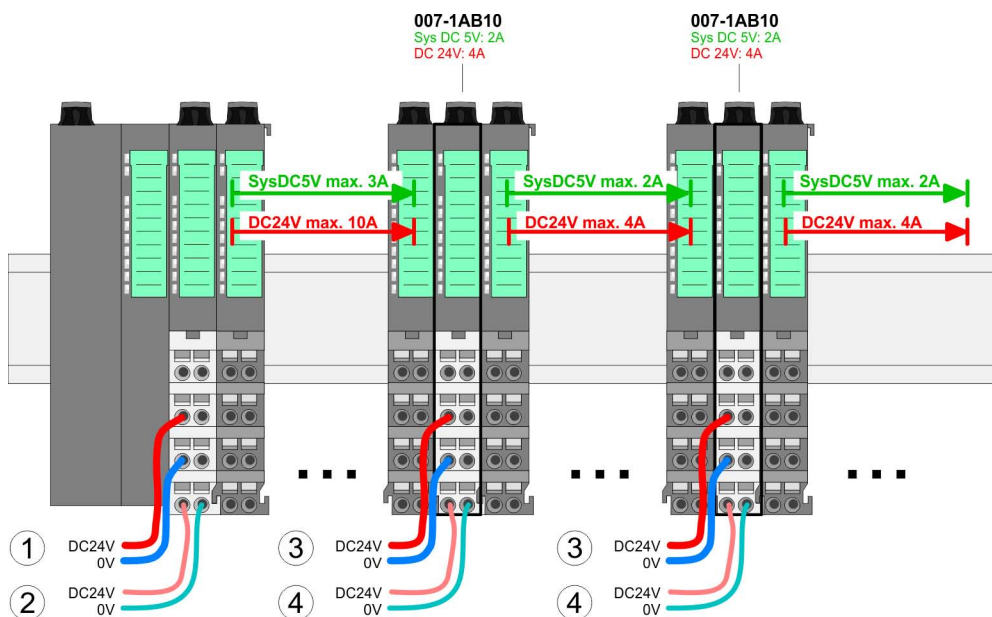 007-1AB10
Sys DC 5V: 2A
DC 24V: 4A
007-1AB10
Sys DC 5V: 2A
DC 24V: 4A
SysDC5V max. 3A
SysDC5V max. 2A
SysDC5V max. 2A
DC24V max. 10A
DC24V max. 4A
DC24V max. 4A
1 DC24V
0V
3 DC24V
0V
3 DC24V
0V
2 DC24V
0V
4 DC24V
0V
4 DC24V
0V